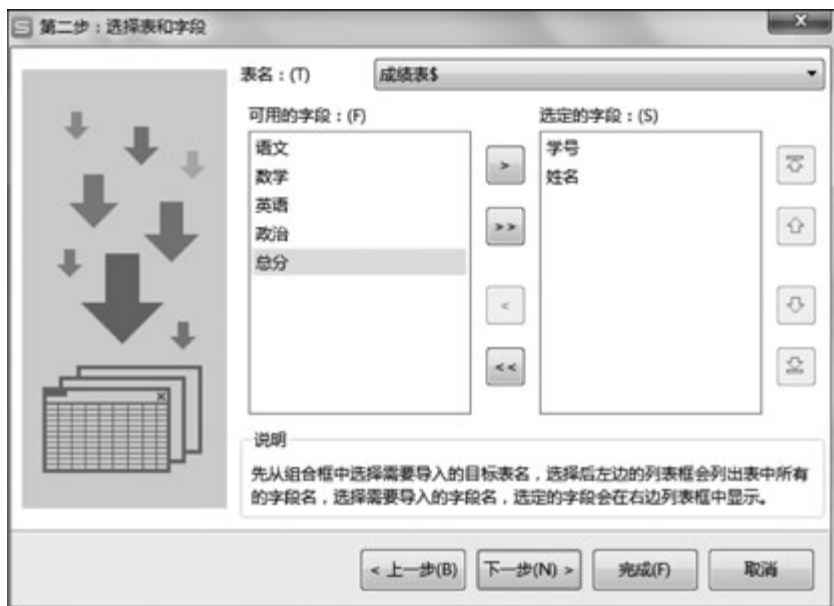 S 第二步：选择表和字段
x
表名：(T)
成绩表$
可用的字段：(F)
语文
数学
英语
政治
总分
>
>>
<
<<
选定的字段：(S)
学号
姓名
说明
先从组合框中选择需要导入的目标表名，选择后左边的列表框会列出表中所有
的字段名，选择需要导入的字段名，选定的字段会在右边列表框中显示。
< 上一步(B)
下一步(N) >
完成(F)
取消